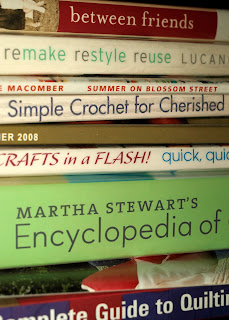 between friends
remake restyle reuse LUCAN
E MACOMBER SUMMER ON BLOSSOM STREET
Simple Crochet for Cherished
ER 2008
CRAFTS in a FLASH! quick, quic
MARTHA STEWART'S
Encyclopedia of
Complete Guide to Quiltin